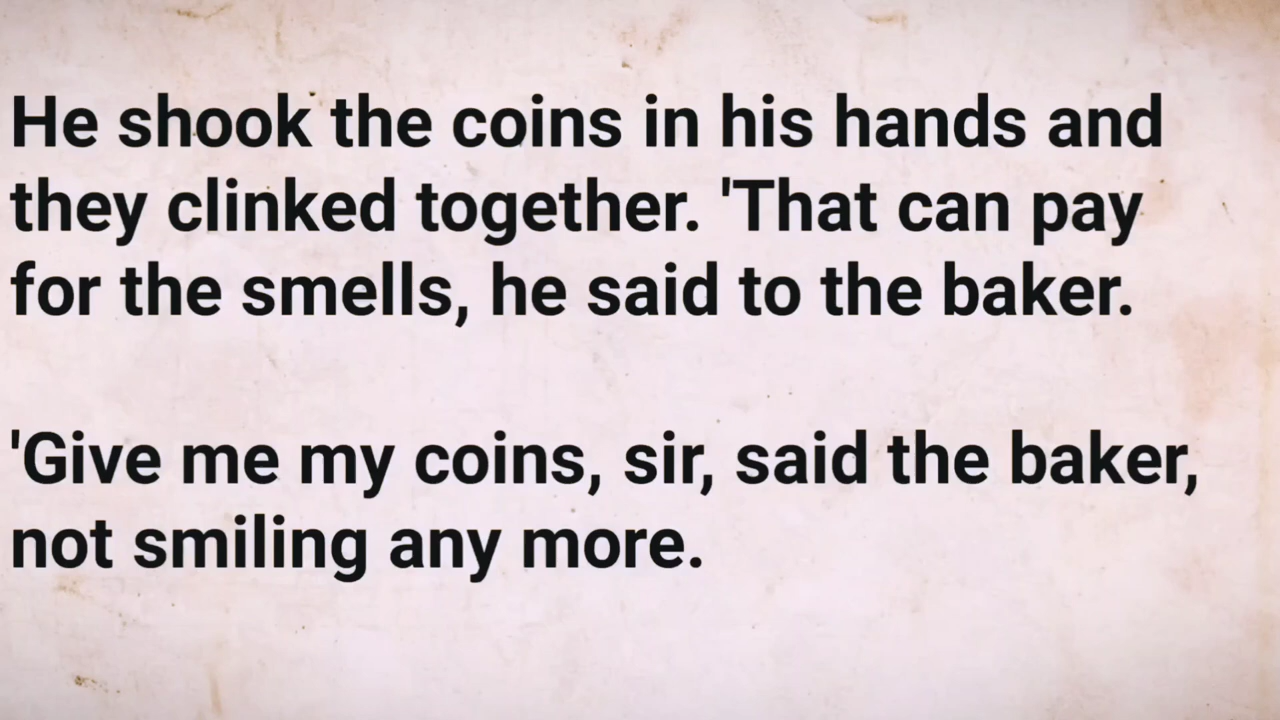 He shook the coins in his hands and
they clinked together. 'That can pay
for the smells, he said to the baker.
'Give me my coins, sir, said the baker,
not smiling any more.